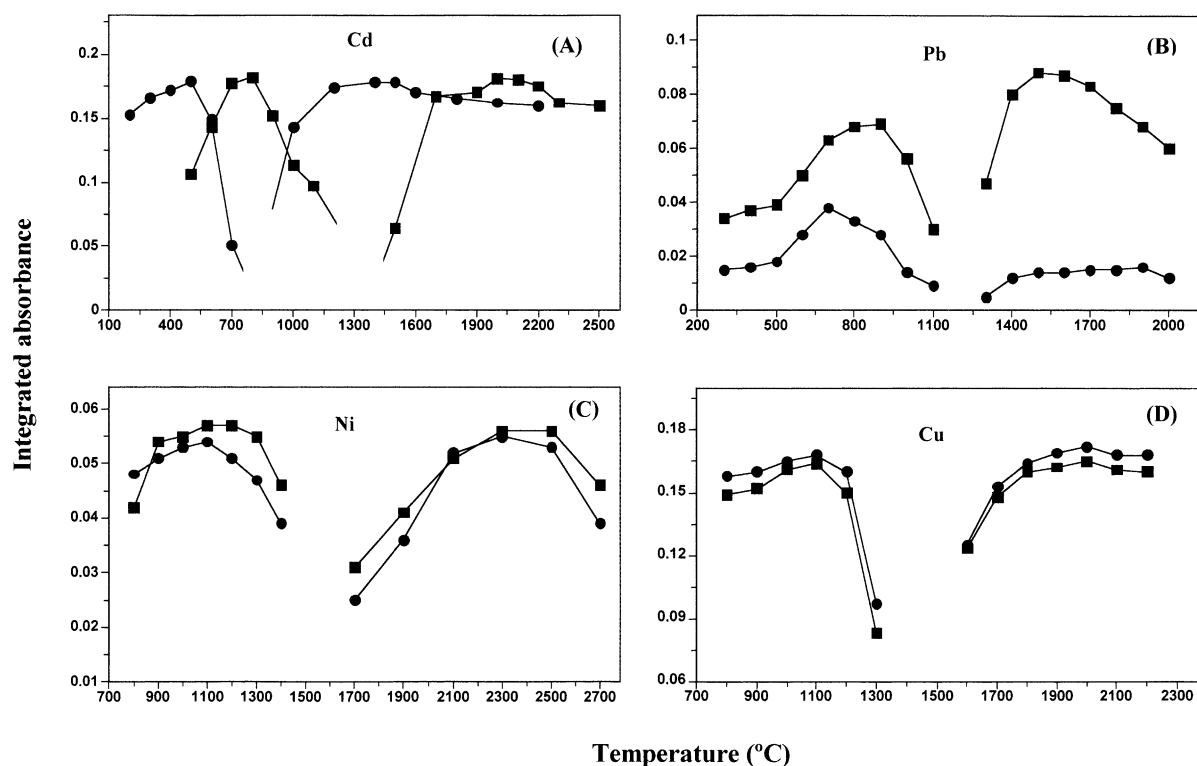 Integrated absorbance
Cd
(A)
0.2
0.15
0.1
0.05
0
100 400 700 1000 1300 1600 1900 2200 2500
Pb
(B)
0.1
0.08
0.06
0.04
0.02
0
200 500 800 1100 1400 1700 2000
Ni
(C)
0.06
0.05
0.04
0.03
0.02
0.01
700 900 1100 1300 1500 1700 1900 2100 2300 2500 2700
Cu
(D)
0.18
0.15
0.12
0.09
0.06
700 900 1100 1300 1500 1700 1900 2100 2300
Temperature (ºC)